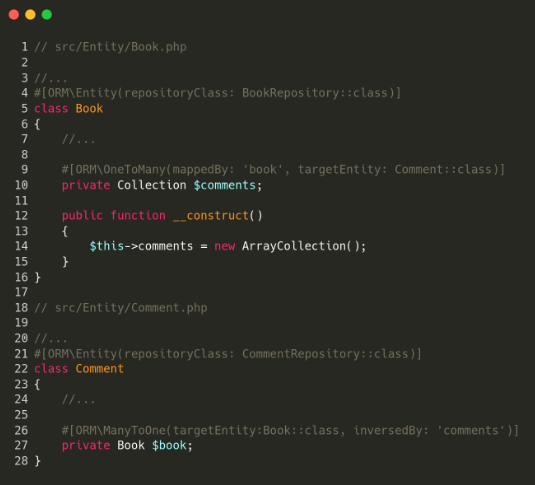 1 // src/Entity/Book.php
2
3 //...
4 #[ORM\Entity(repositoryClass: BookRepository::class)]
5 class Book
6 {
7     //...
8
9     #[ORM\OneToMany(mappedBy: 'book', targetEntity: Comment::class)]
10     private Collection $comments;
11
12     public function __construct()
13     {
14         $this->comments = new ArrayCollection();
15     }
16 }
17
18 // src/Entity/Comment.php
19
20 //...
21 #[ORM\Entity(repositoryClass: CommentRepository::class)]
22 class Comment
23 {
24     //...
25
26     #[ORM\ManyToOne(targetEntity:Book::class, inversedBy: 'comments')]
27     private Book $book;
28 }